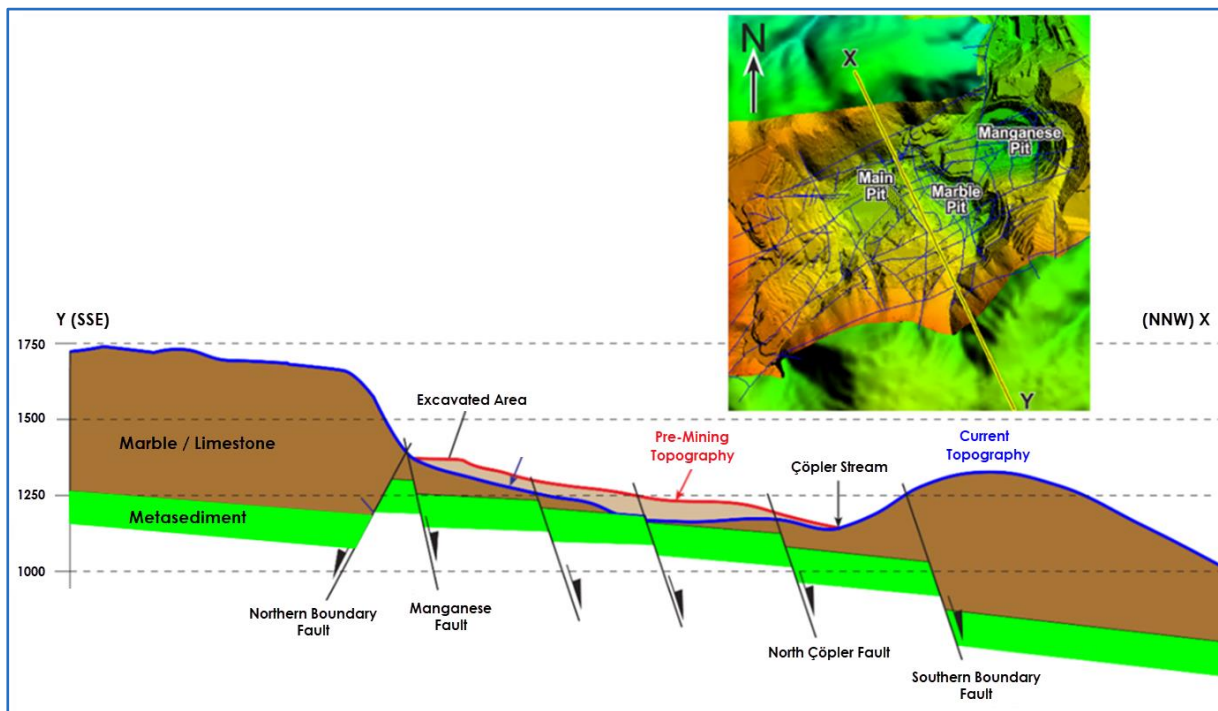 N
X
Manganese
Pit
Main
Pit
Marble
Pit
Y
Y (SSE)
(NNW) X
1750
1500
1250
1000
Excavated Area
Marble / Limestone
Pre-Mining
Topography
Current
Topography
Çöpler Stream
Metasediment
Northern Boundary
Fault
Manganese
Fault
North Çöpler Fault
Southern Boundary
Fault